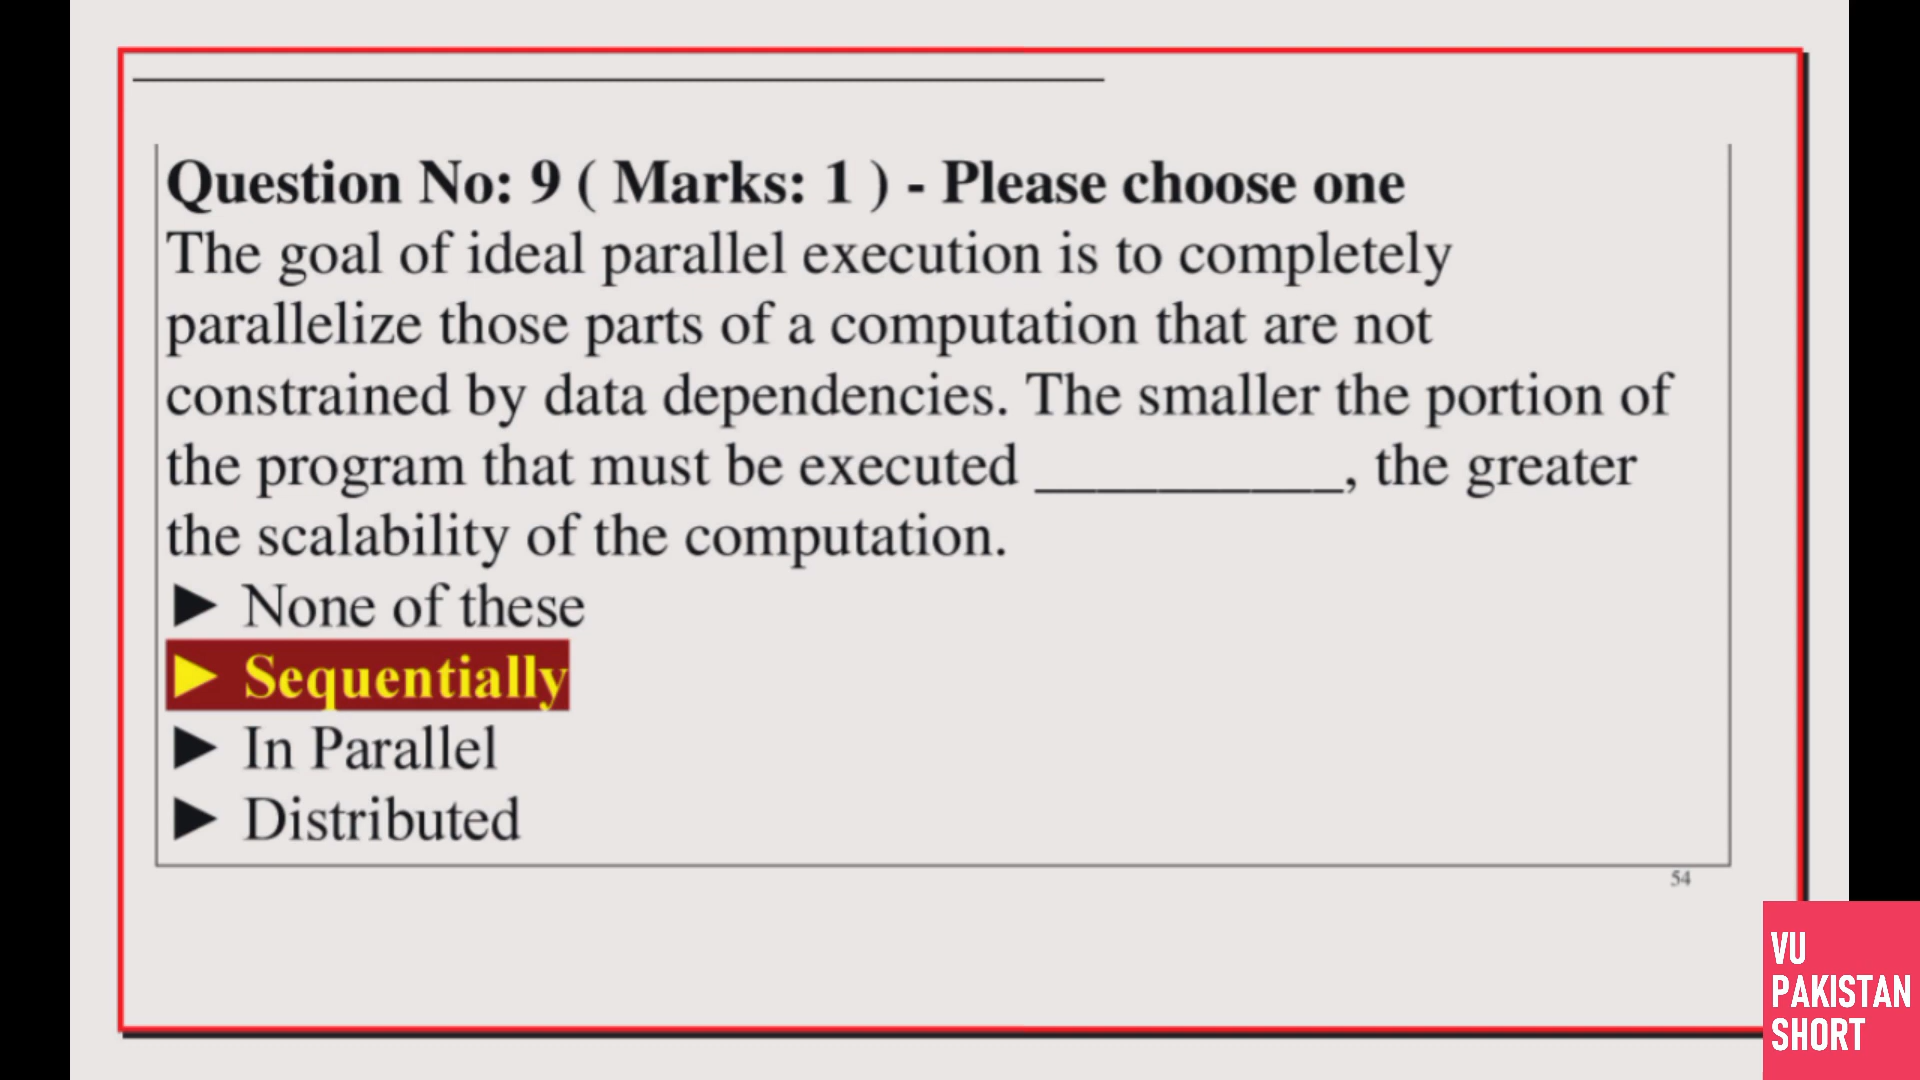 Question No: 9 ( Marks: 1 ) - Please choose one
The goal of ideal parallel execution is to completely
parallelize those parts of a computation that are not
constrained by data dependencies. The smaller the portion of
the program that must be executed __________, the greater
the scalability of the computation.
► None of these
► Sequentially
► In Parallel
► Distributed
54
VU
PAKISTAN
SHORT